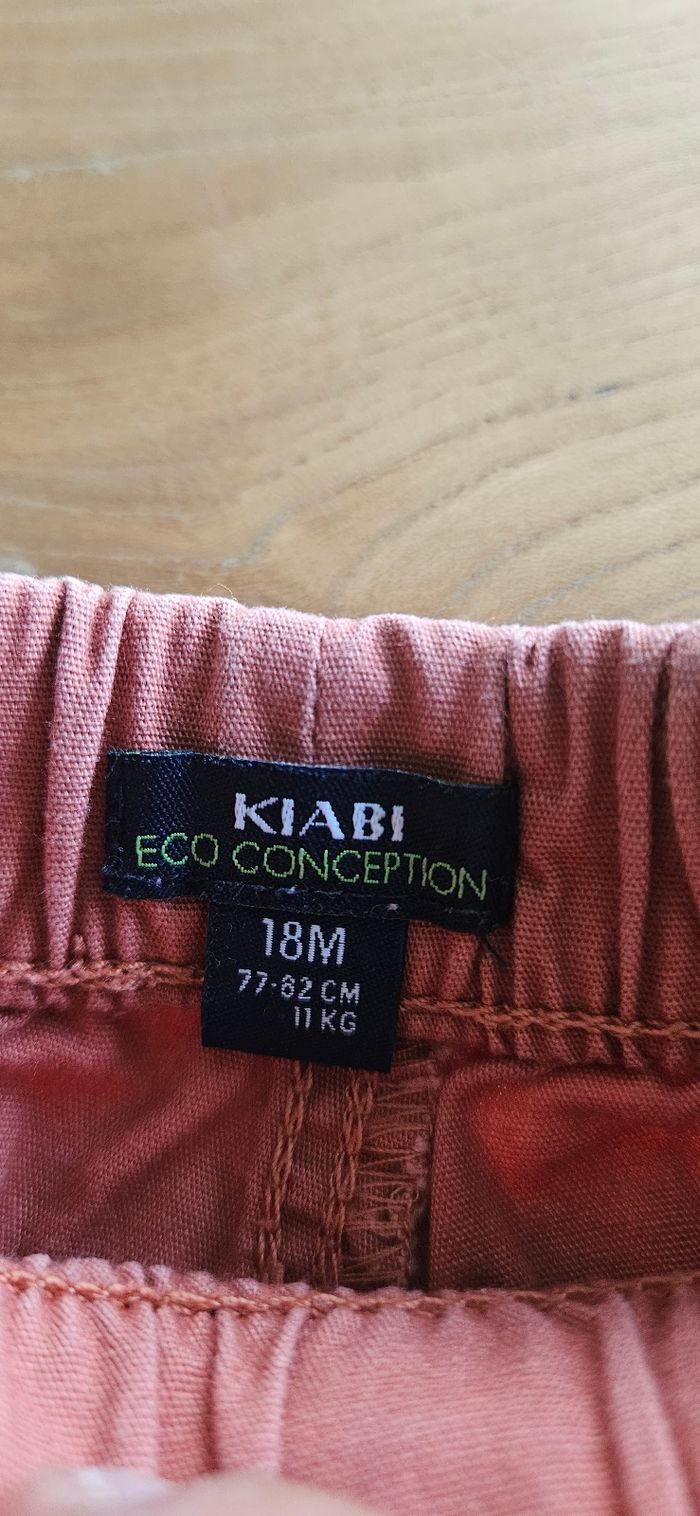 KIABI
ECO CONCEPTION
18M
77-82 CM
11 KG